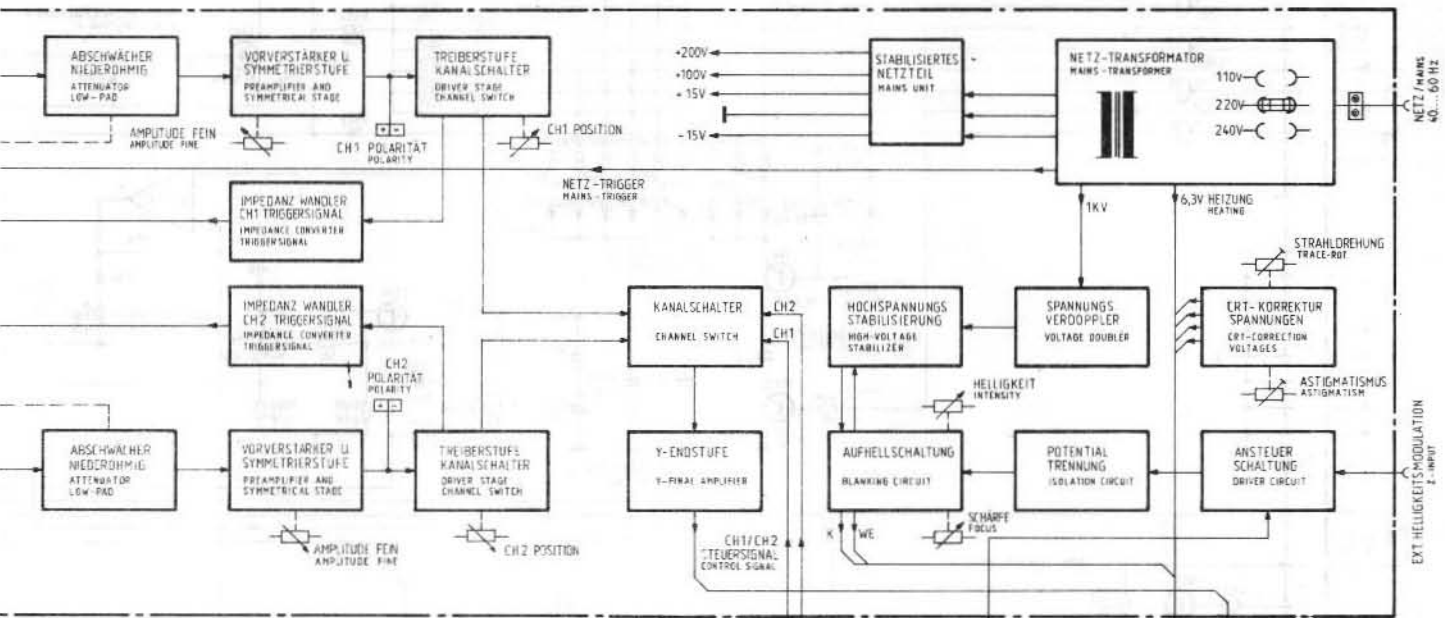 ABSCHWÄCHER
NIEDEROHMIG
ATTENUATOR
LOW-PAD
VORVERSTÄRKER U.
SYMMETRIERSTUFE
PREAMPLIFIER AND
SYMMETRICAL STAGE
TREIBERSTUFE
KANALSCHALTER
DRIVER STAGE
CHANNEL SWITCH
AMPLITUDE FEIN
AMPLITUDE FINE
CH1 POLARITÄT
POLARITY
CH1 POSITION
+200V
+100V
+15V
-15V
STABILISIERTES
NETZTEIL
MAINS UNIT
NETZ-TRANSFORMATOR
MAINS-TRANSFORMER
110V
220V
240V
NETZ/MAINS
40...60 HZ
NETZ-TRIGGER
MAINS-TRIGGER
1KV
6,3V HEIZUNG
HEATING
IMPEDANZ WANDLER
CH1 TRIGGERSIGNAL
IMPEDANCE CONVERTER
TRIGGERSIGNAL
IMPEDANZ WANDLER
CH2 TRIGGERSIGNAL
IMPEDANCE CONVERTER
TRIGGERSIGNAL
CH2
POLARITÄT
POLARITY
KANALSCHALTER
CHANNEL SWITCH
CH2
CH1
HOCHSPANNUNGS
STABILISIERUNG
HIGH-VOLTAGE
STABILIZER
SPANNUNGS
VERDOPPLER
VOLTAGE DOUBLER
STRAHLDREHUNG
TRACE-ROT
CRT-KORREKTUR
SPANNUNGEN
CRT-CORRECTION
VOLTAGES
ASTIGMATISMUS
ASTIGMATISM
HELLIGKEIT
INTENSITY
ABSCHWÄCHER
NIEDEROHMIG
ATTENUATOR
LOW-PAD
VORVERSTÄRKER U.
SYMMETRIERSTUFE
PREAMPLIFIER AND
SYMMETRICAL STAGE
TREIBERSTUFE
KANALSCHALTER
DRIVER STAGE
CHANNEL SWITCH
Y-ENDSTUFE
Y-FINAL AMPLIFIER
AUFHELLSCHALTUNG
BLANKING CIRCUIT
POTENTIAL
TRENNUNG
ISOLATION CIRCUIT
ANSTEUER
SCHALTUNG
DRIVER CIRCUIT
EXT HELLIGKEITSMODULATION
Z-INPUT
AMPLITUDE FEIN
AMPLITUDE FINE
CH2 POSITION
CH1/CH2
STEUERSIGNAL
CONTROL SIGNAL
K
WE
SCHÄRFE
FOCUS